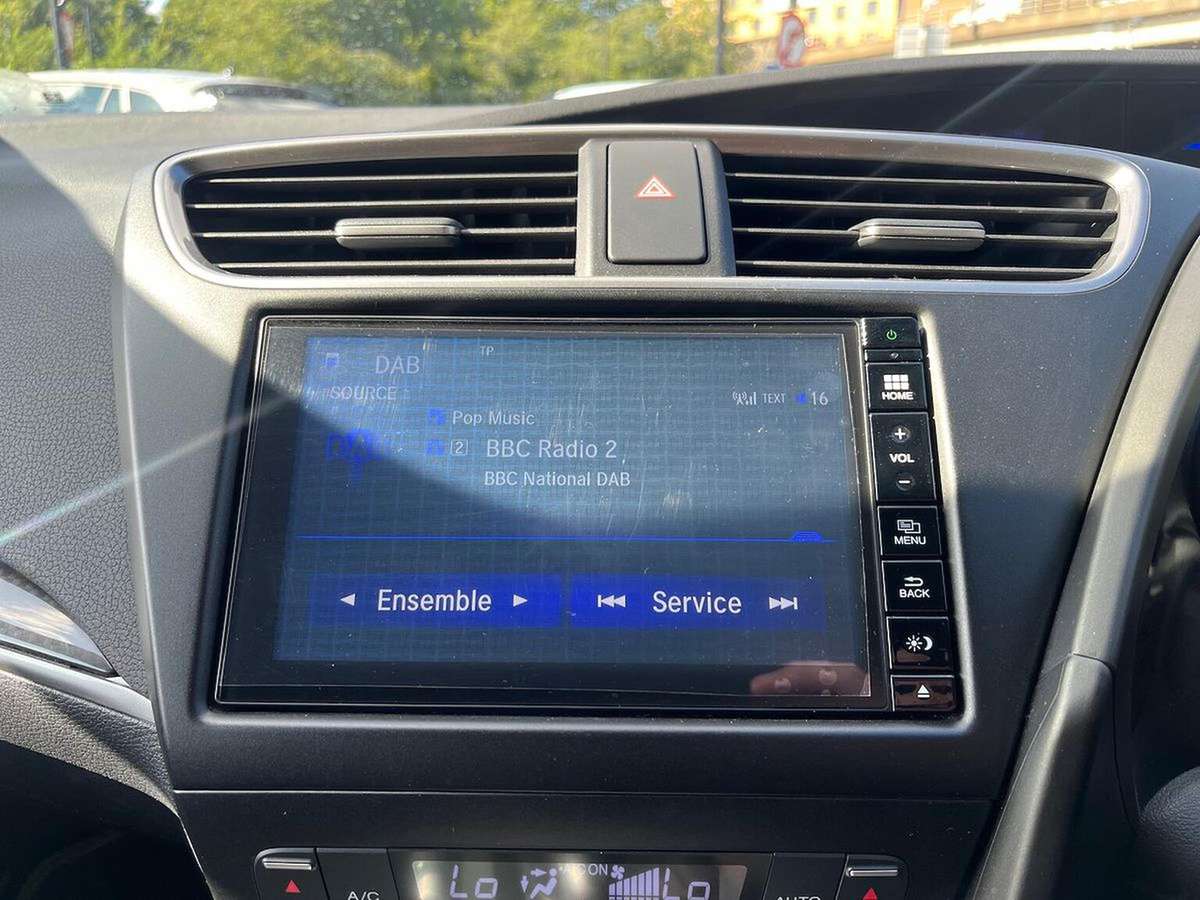 DAB
TP
SOURCE
TEXT 16
Pop Music
2 BBC Radio 2
BBC National DAB
Ensemble
Service
HOME
+
VOL
−
MENU
BACK
A/C
Lo
A/C ON
Lo
AUTO